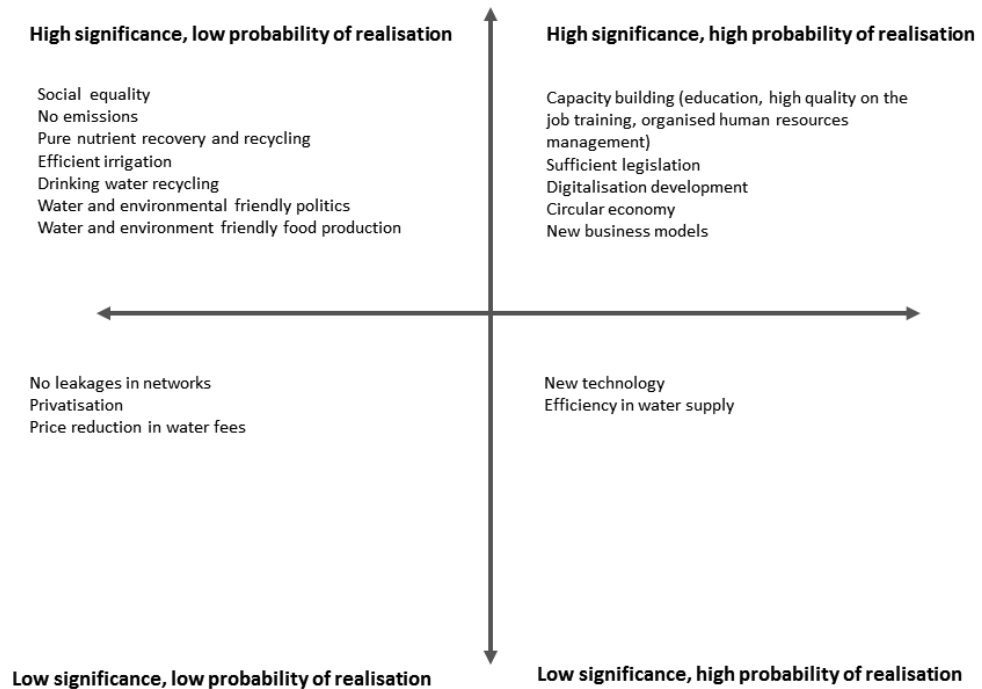 High significance, low probability of realisation
Social equality
No emissions
Pure nutrient recovery and recycling
Efficient irrigation
Drinking water recycling
Water and environmental friendly politics
Water and environment friendly food production
High significance, high probability of realisation
Capacity building (education, high quality on the
job training, organised human resources
management)
Sufficient legislation
Digitalisation development
Circular economy
New business models
No leakages in networks
Privatisation
Price reduction in water fees
Low significance, low probability of realisation
New technology
Efficiency in water supply
Low significance, high probability of realisation